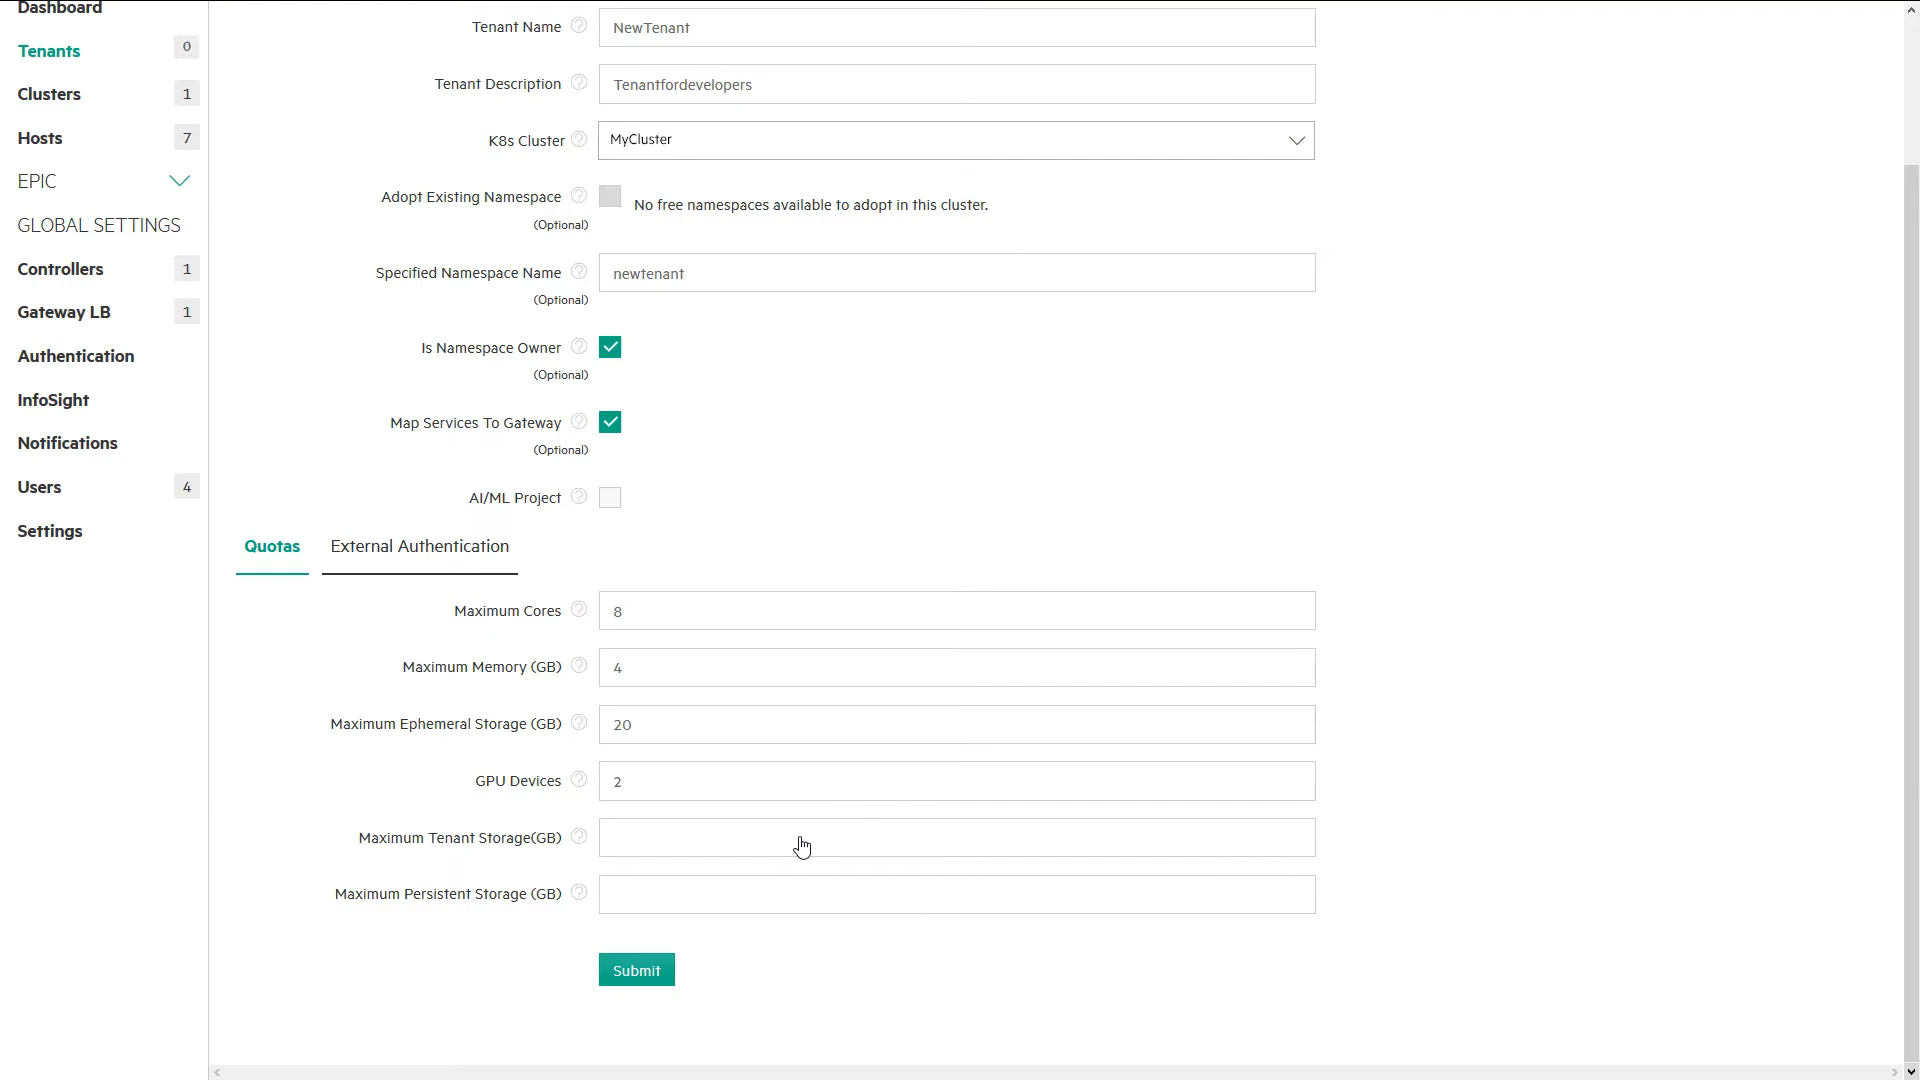 Dashboard
Tenants 0
Clusters 1
Hosts 7
EPIC
GLOBAL SETTINGS
Controllers 1
Gateway LB 1
Authentication
InfoSight
Notifications
Users 4
Settings
Tenant Name NewTenant
Tenant Description Tenantfordevelopers
K8s Cluster MyCluster
Adopt Existing Namespace No free namespaces available to adopt in this cluster.
(Optional)
Specified Namespace Name newtenant
(Optional)
Is Namespace Owner
(Optional)
Map Services To Gateway
(Optional)
AI/ML Project
Quotas External Authentication
Maximum Cores 8
Maximum Memory (GB) 4
Maximum Ephemeral Storage (GB) 20
GPU Devices 2
Maximum Tenant Storage(GB)
Maximum Persistent Storage (GB)
Submit